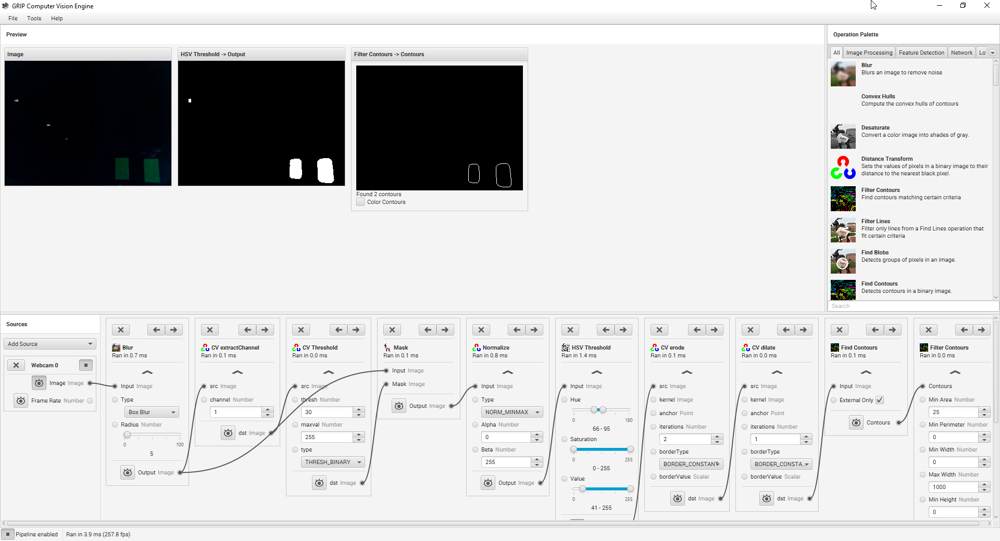 GRIP Computer Vision Engine
File Tools Help
Preview
Image
HSV Threshold -> Output
Filter Contours -> Contours
Found 2 contours
Color Contours
Operation Palette
All Image Processing Feature Detection Network Lo
Blur
Blurs an image to remove noise
Convex Hulls
Compute the convex hulls of contours
Desaturate
Convert a color image into shades of gray.
Distance Transform
Sets the values of pixels in a binary image to their
distance to the nearest black pixel.
Filter Contours
Find contours matching certain criteria
Filter Lines
Filter only lines from a Find Lines operation that
fit certain criteria
Find Blobs
Detects groups of pixels in an image.
Find Contours
Detects contours in a binary image.
Search
Sources
Add Source
Webcam 0
Image Image
Frame Rate Number
Blur
Ran in 0.7 ms
Input Image
Type
Box Blur
Radius Number
0 100
5
Output Image
CV extractChannel
Ran in 0.1 ms
src Image
channel Number
1
dst Image
CV Threshold
Ran in 0.0 ms
src Image
thresh Number
30
maxval Number
255
type
THRESH_BINARY
dst Image
Mask
Ran in 0.1 ms
Input Image
Mask Image
Output Image
Normalize
Ran in 0.8 ms
Input Image
Type
NORM_MINMAX
Alpha Number
0
Beta Number
255
Output Image
HSV Threshold
Ran in 1.4 ms
Input Image
Hue
0 180
66 - 95
Saturation
0 255
0 - 255
Value
0 255
41 - 255
CV erode
Ran in 0.1 ms
src Image
kernel Image
anchor Point
iterations Number
2
borderType
BORDER_CONSTANT
borderValue Scalar
dst Image
CV dilate
Ran in 0.0 ms
src Image
kernel Image
anchor Point
iterations Number
1
borderType
BORDER_CONSTA...
borderValue Scalar
dst Image
Find Contours
Ran in 0.1 ms
Input Image
External Only
Contours
Filter Contours
Ran in 0.0 ms
Contours
Min Area Number
25
Min Perimeter Number
0
Min Width Number
0
Max Width Number
1000
Min Height Number
0
Pipeline enabled
Ran in 3.9 ms (257.8 fps)